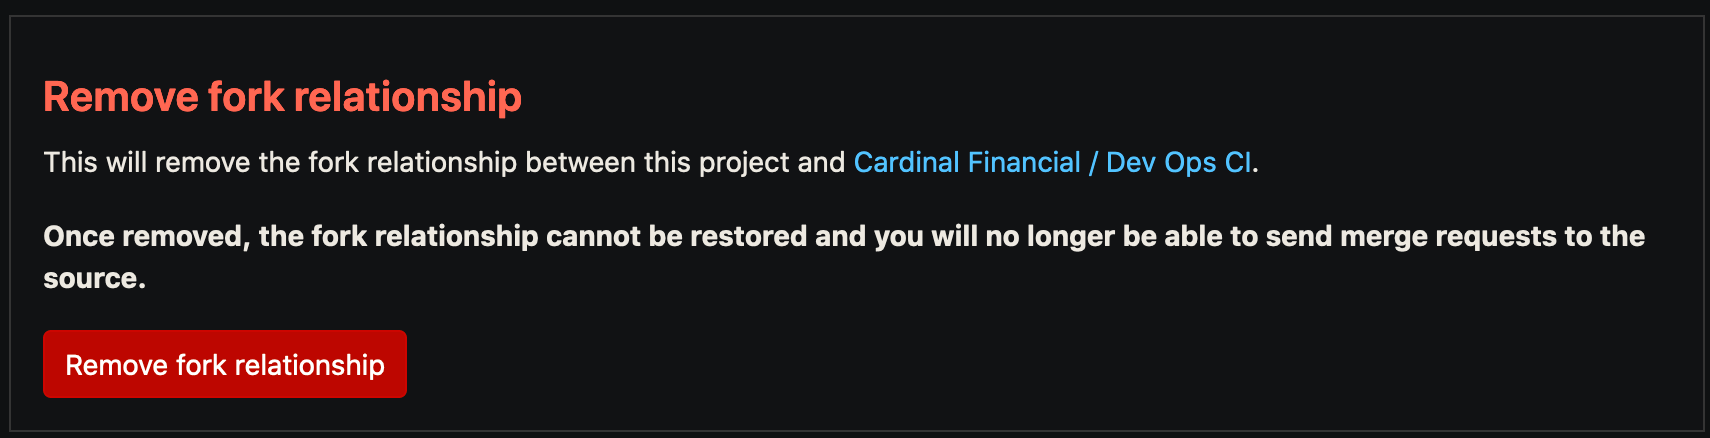 Remove fork relationship
This will remove the fork relationship between this project and Cardinal Financial / Dev Ops CI.
Once removed, the fork relationship cannot be restored and you will no longer be able to send merge requests to the
source.
Remove fork relationship